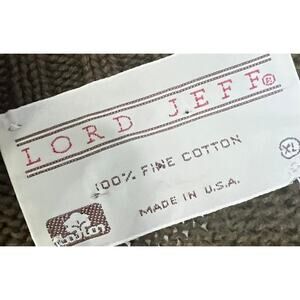 LORD JEFF®
100% FINE COTTON
XL
MADE IN U.S.A.